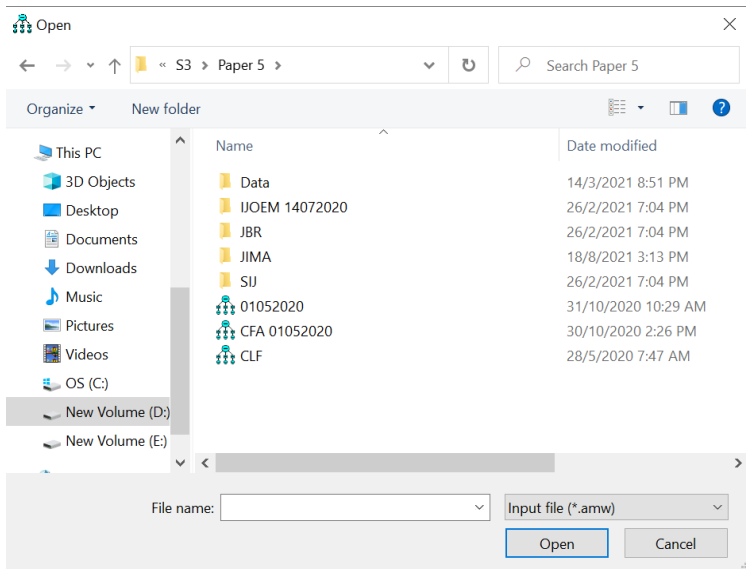 Open
« S3 > Paper 5 > Search Paper 5
Organize New folder
Name Date modified
This PC
3D Objects
Desktop
Documents
Downloads
Music
Pictures
Videos
OS (C:)
New Volume (D:)
New Volume (E:)
Data 14/3/2021 8:51 PM
IJOEM 14072020 26/2/2021 7:04 PM
JBR 26/2/2021 7:04 PM
JIMA 18/8/2021 3:13 PM
SIJ 26/2/2021 7:04 PM
01052020 31/10/2020 10:29 AM
CFA 01052020 30/10/2020 2:26 PM
CLF 28/5/2020 7:47 AM
File name: Input file (*.amw)
Open Cancel